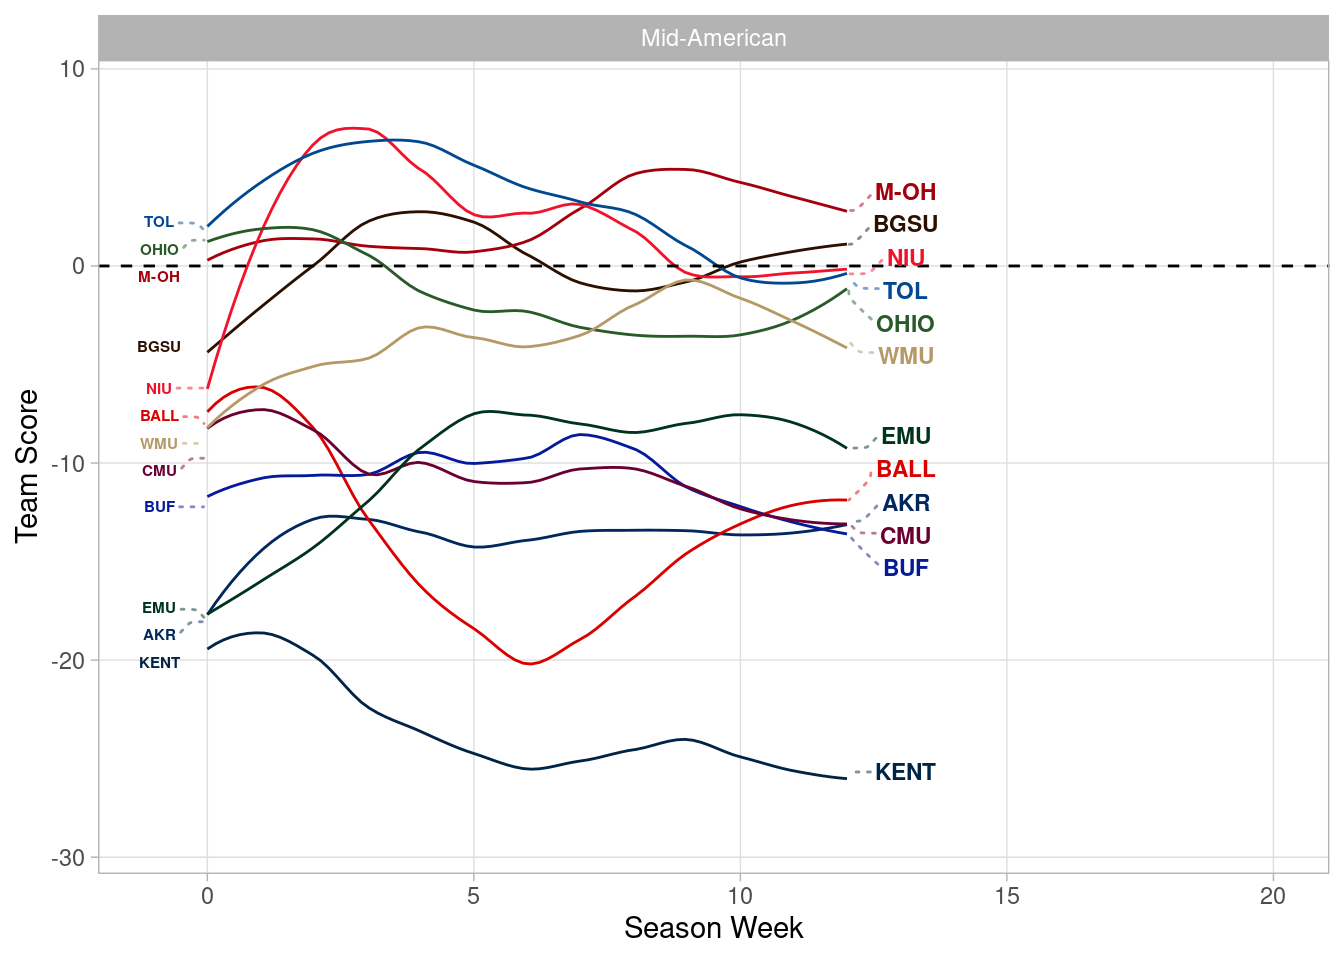 Mid-American
Team Score
10
0
-10
-20
-30
TOL
OHIO
M-OH
BGSU
NIU
BALL
WMU
CMU
BUF
EMU
AKR
KENT
M-OH
BGSU
NIU
TOL
OHIO
WMU
EMU
BALL
AKR
CMU
BUF
KENT
0 5 10 15 20
Season Week